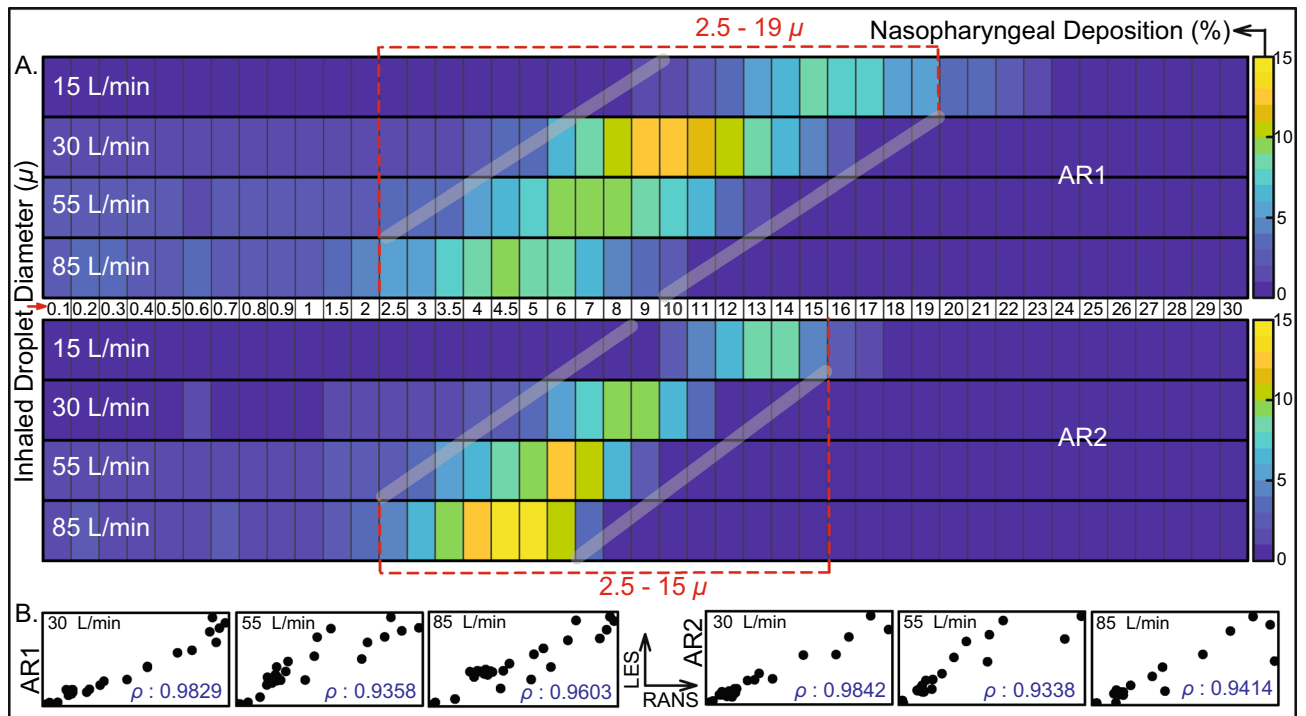 2.5 - 19 µ
Nasopharyngeal Deposition (%)
A.
Inhaled Droplet Diameter (µ)
15 L/min
30 L/min
55 L/min
85 L/min
AR1
15
10
5
0
0.1 0.2 0.3 0.4 0.5 0.6 0.7 0.8 0.9 1 1.5 2 2.5 3 3.5 4 4.5 5 6 7 8 9 10 11 12 13 14 15 16 17 18 19 20 21 22 23 24 25 26 27 28 29 30
15 L/min
30 L/min
55 L/min
85 L/min
AR2
15
10
5
0
2.5 - 15 µ
B.
AR1
30 L/min
ρ : 0.9829
55 L/min
ρ : 0.9358
85 L/min
ρ : 0.9603
LES
RANS
AR2
30 L/min
ρ : 0.9842
55 L/min
ρ : 0.9338
85 L/min
ρ : 0.9414